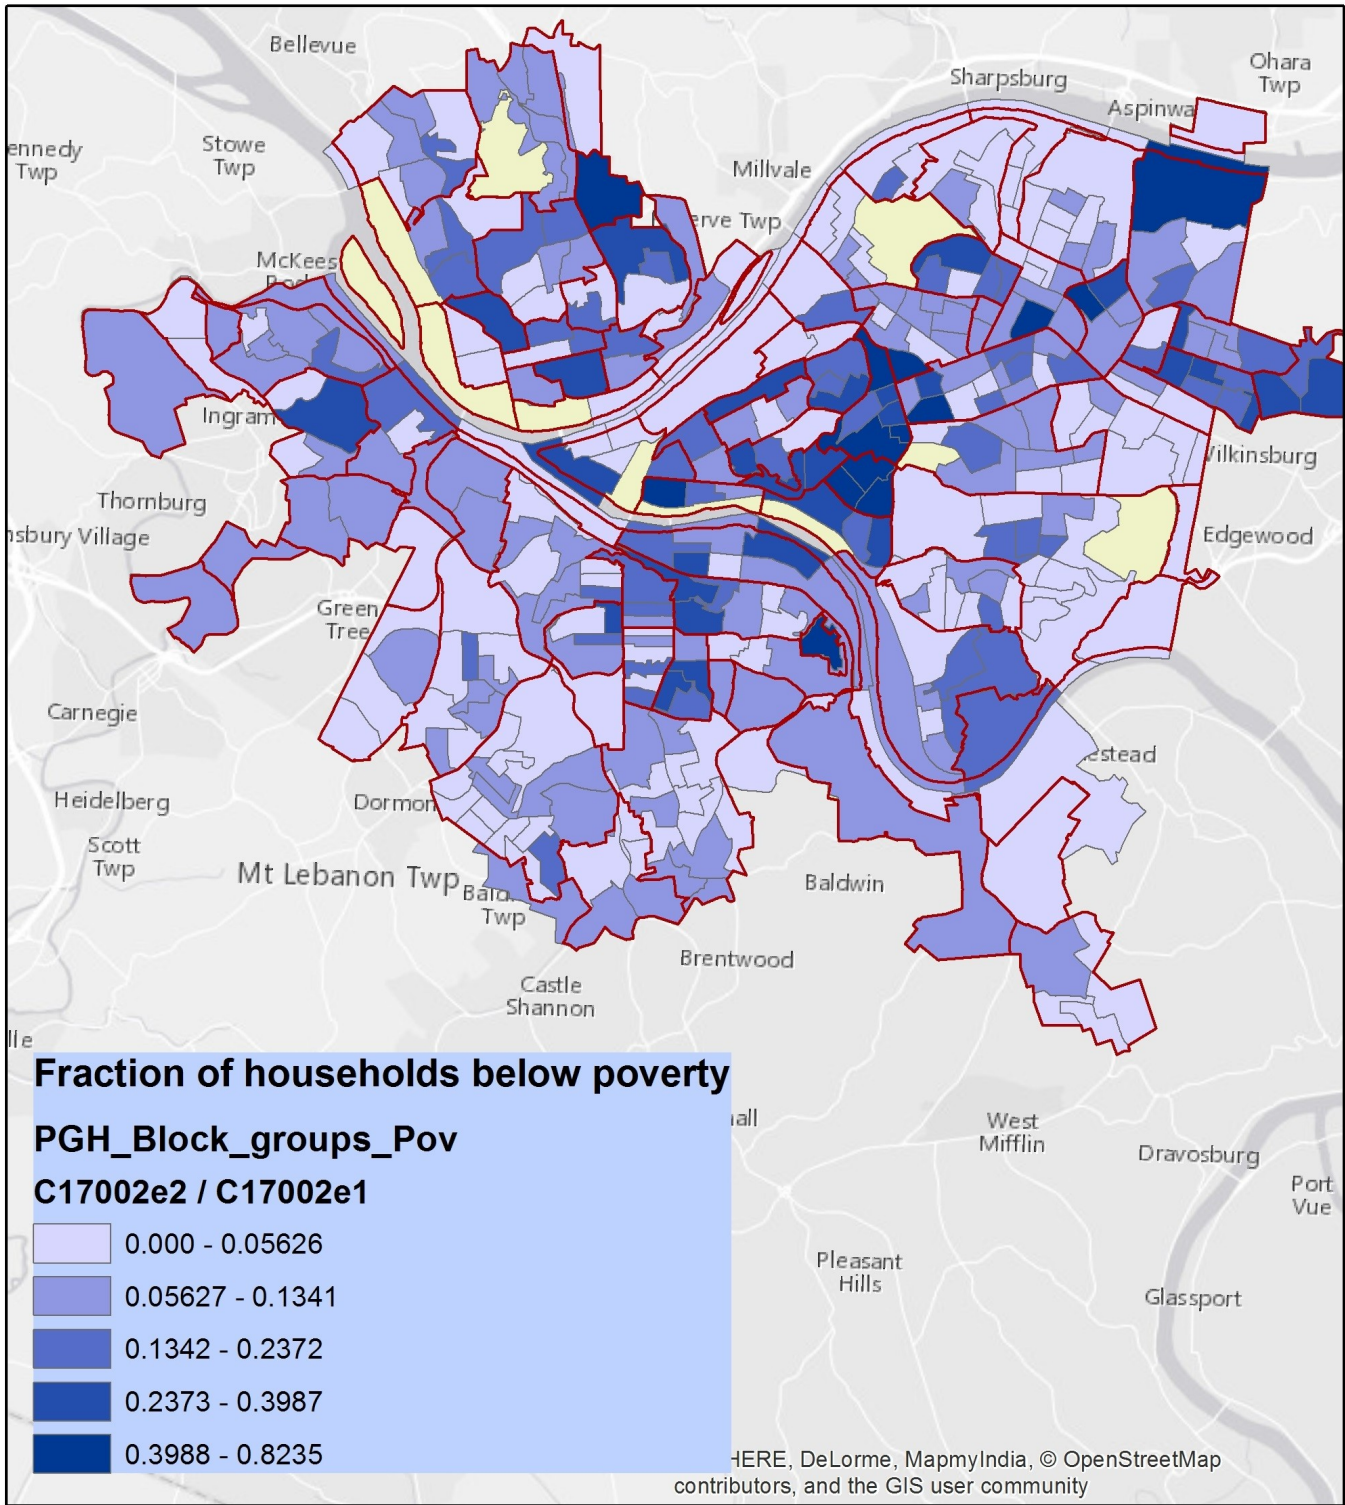 Bellevue
Sharpsburg
Ohara
Twp
Aspinwa
Stowe
Twp
ennedy
Twp
Millvale
erve Twp
McKees
Ingram
Wilkinsburg
Thornburg
nsbury Village
Edgewood
Green
Tree
Carnegie
estead
Heidelberg
Dormon
Scott
Twp
Mt Lebanon Twp
Twp
Baldwin
Brentwood
Castle
Shannon
lle
Fraction of households below poverty
PGH_Block_groups_Pov
C17002e2 / C17002e1
0.000 - 0.05626
0.05627 - 0.1341
0.1342 - 0.2372
0.2373 - 0.3987
0.3988 - 0.8235
all
West
Mifflin
Dravosburg
Port
Vue
Pleasant
Hills
Glassport
HERE, DeLorme, MapmyIndia, © OpenStreetMap
contributors, and the GIS user community